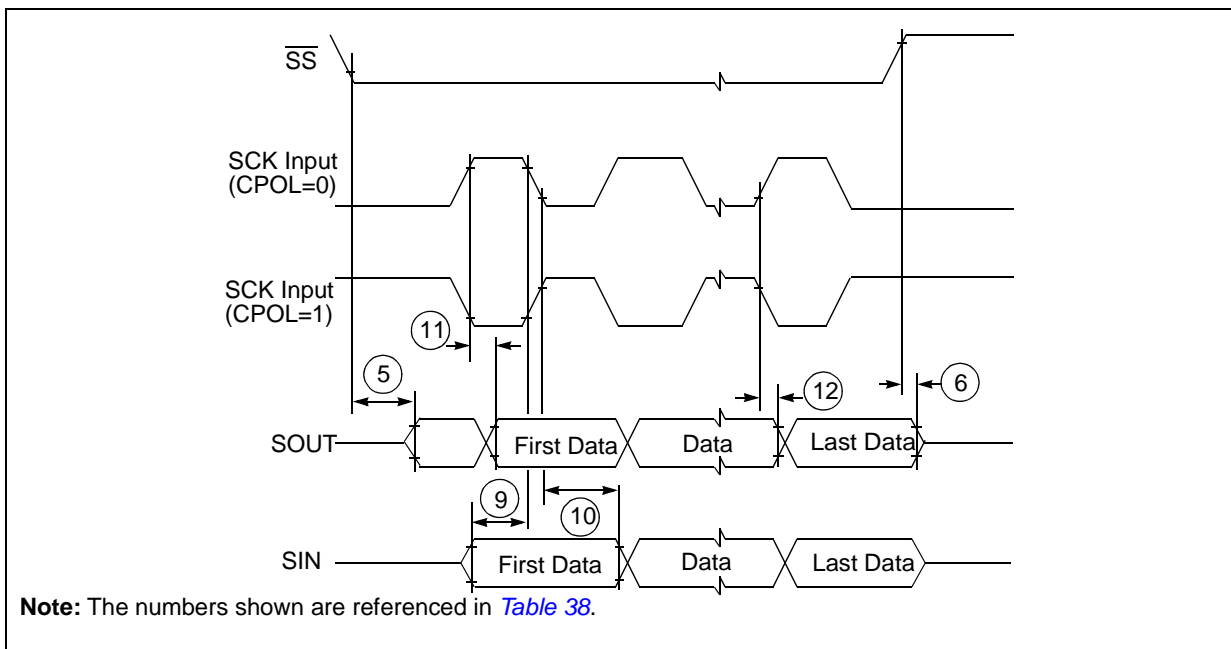 SS
SCK Input
(CPOL=0)
SCK Input
(CPOL=1)
11
5
12
6
SOUT
First Data
Data
Last Data
9
10
SIN
First Data
Data
Last Data
Note: The numbers shown are referenced in Table 38.